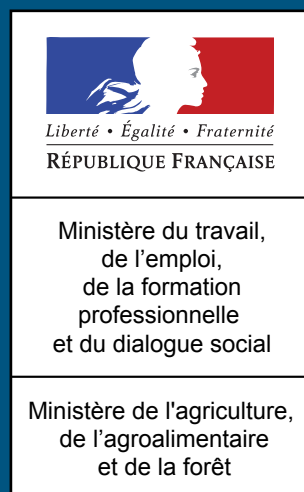 Liberté • Égalité • Fraternité
RÉPUBLIQUE FRANÇAISE
Ministère du travail,
de l’emploi,
de la formation
professionnelle
et du dialogue social
Ministère de l'agriculture,
de l’agroalimentaire
et de la forêt